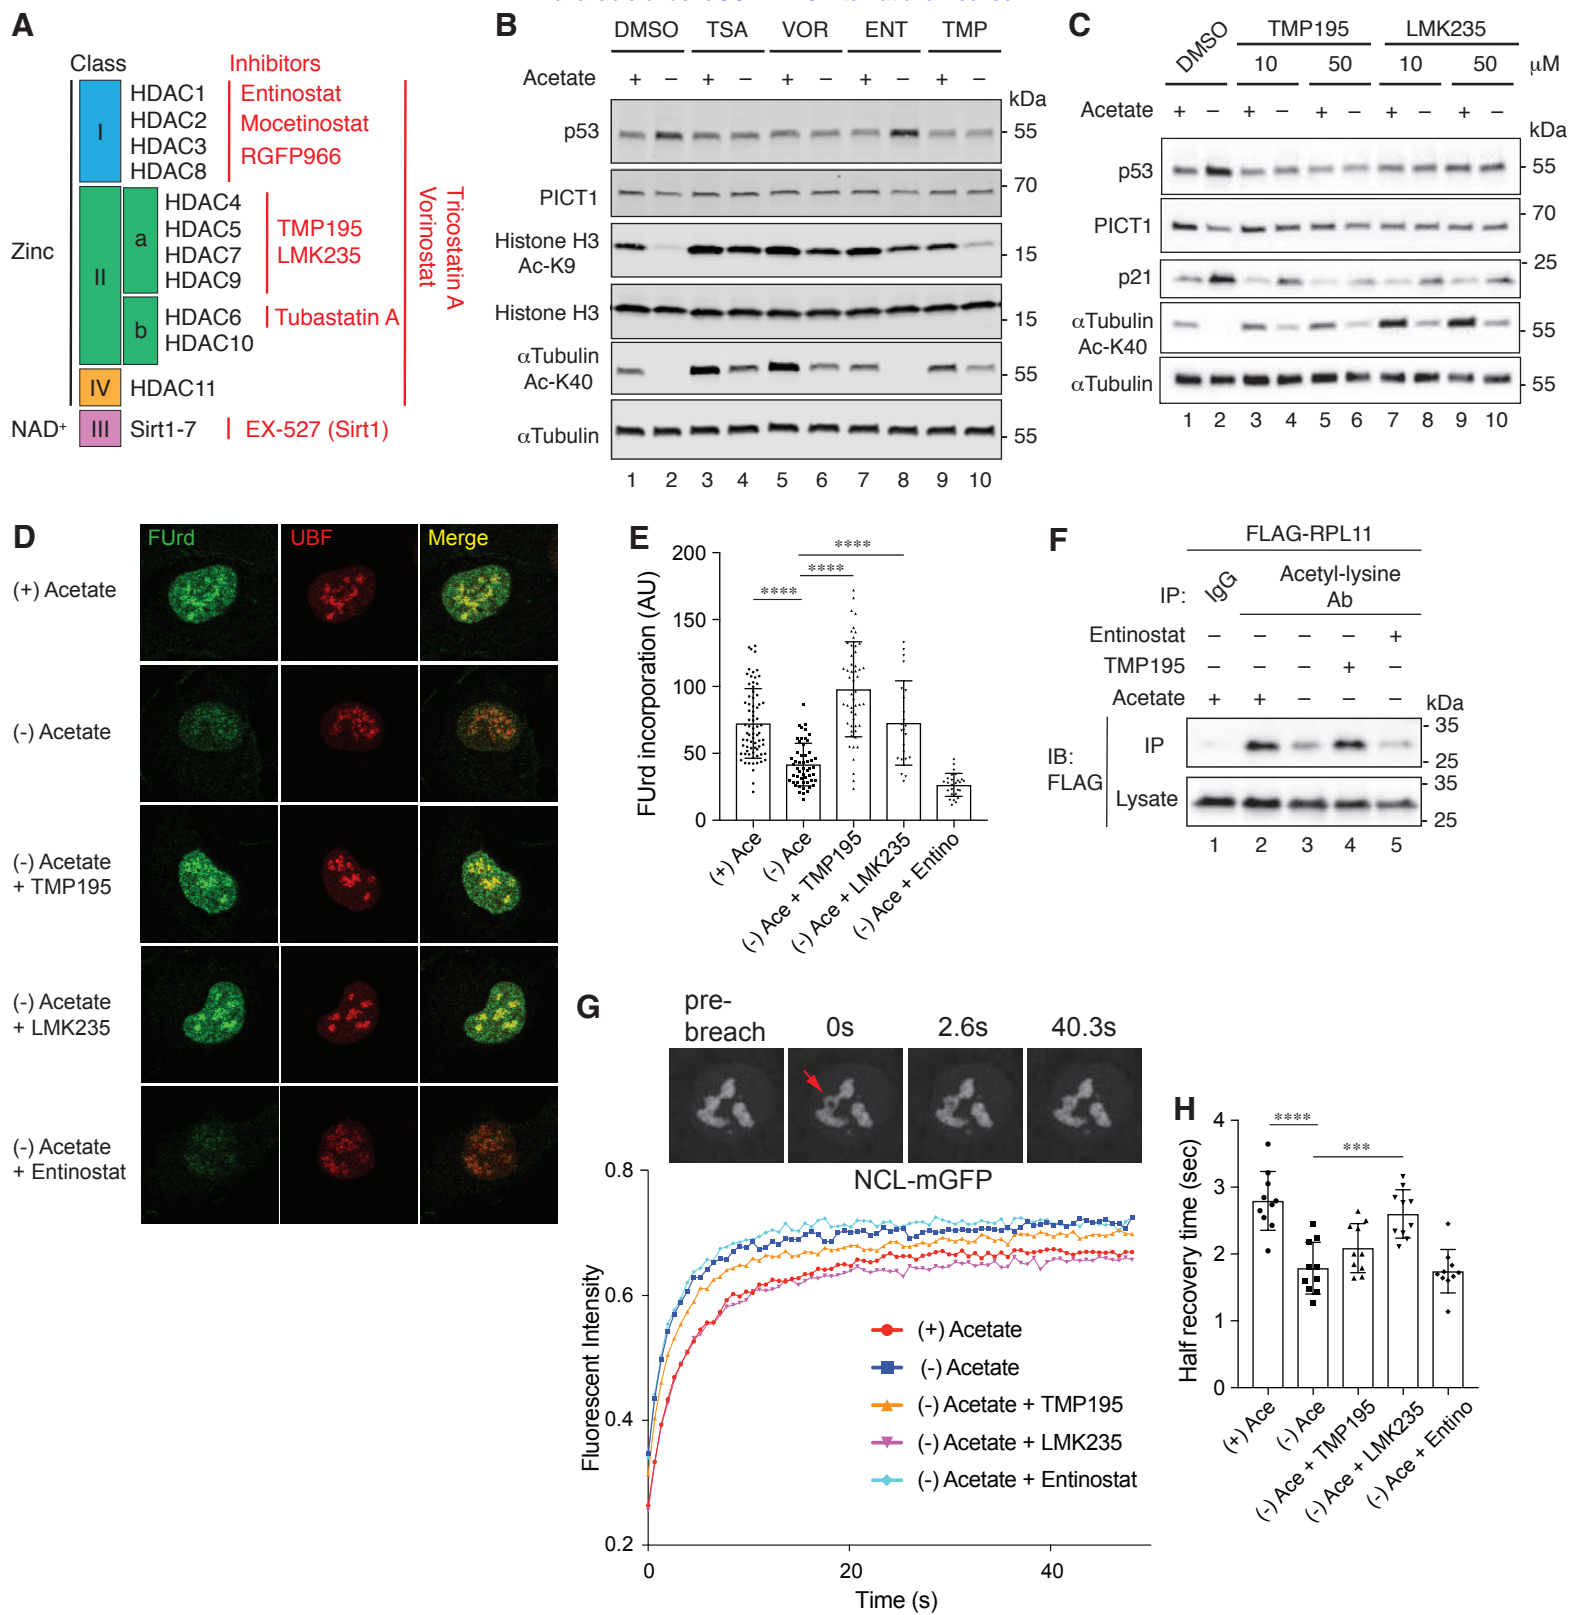 A
Class
Inhibitors
Zinc
I
HDAC1
HDAC2
HDAC3
HDAC8
Entinostat
Mocetinostat
RGFP966
II
a
HDAC4
HDAC5
HDAC7
HDAC9
TMP195
LMK235
b
HDAC6
HDAC10
Tubastatin A
Tricostatin A
Vorinostat
IV
HDAC11
NAD+
III
Sirt1-7
EX-527 (Sirt1)
B
DMSO TSA VOR ENT TMP
Acetate + − + − + − + − + −
kDa
p53
55
PICT1
70
Histone H3
Ac-K9
15
Histone H3
15
αTubulin
Ac-K40
55
αTubulin
55
1 2 3 4 5 6 7 8 9 10
C
DMSO
TMP195 LMK235
10 50 10 50 μM
Acetate + − + − + − + − + −
kDa
p53
55
PICT1
70
p21
25
αTubulin
Ac-K40
55
αTubulin
55
1 2 3 4 5 6 7 8 9 10
D
FUrd UBF Merge
(+) Acetate
(-) Acetate
(-) Acetate
+ TMP195
(-) Acetate
+ LMK235
(-) Acetate
+ Entinostat
E
FUrd incorporation (AU)
200
150
100
50
0
****
****
****
(+) Ace
(-) Ace
(-) Ace + TMP195
(-) Ace + LMK235
(-) Ace + Entino
F
FLAG-RPL11
IP:
IgG
Acetyl-lysine
Ab
Entinostat − − − − +
TMP195 − − − + −
Acetate + + − − −
kDa
IB:
FLAG
IP
35
25
Lysate
35
25
1 2 3 4 5
G
pre-
breach
0s 2.6s 40.3s
NCL-mGFP
Fluorescent Intensity
0.8
0.6
0.4
0.2
0 20 40
Time (s)
(+) Acetate
(-) Acetate
(-) Acetate + TMP195
(-) Acetate + LMK235
(-) Acetate + Entinostat
H
Half recovery time (sec)
4
3
2
1
0
****
***
(+) Ace
(-) Ace
(-) Ace + TMP195
(-) Ace + LMK235
(-) Ace + Entino